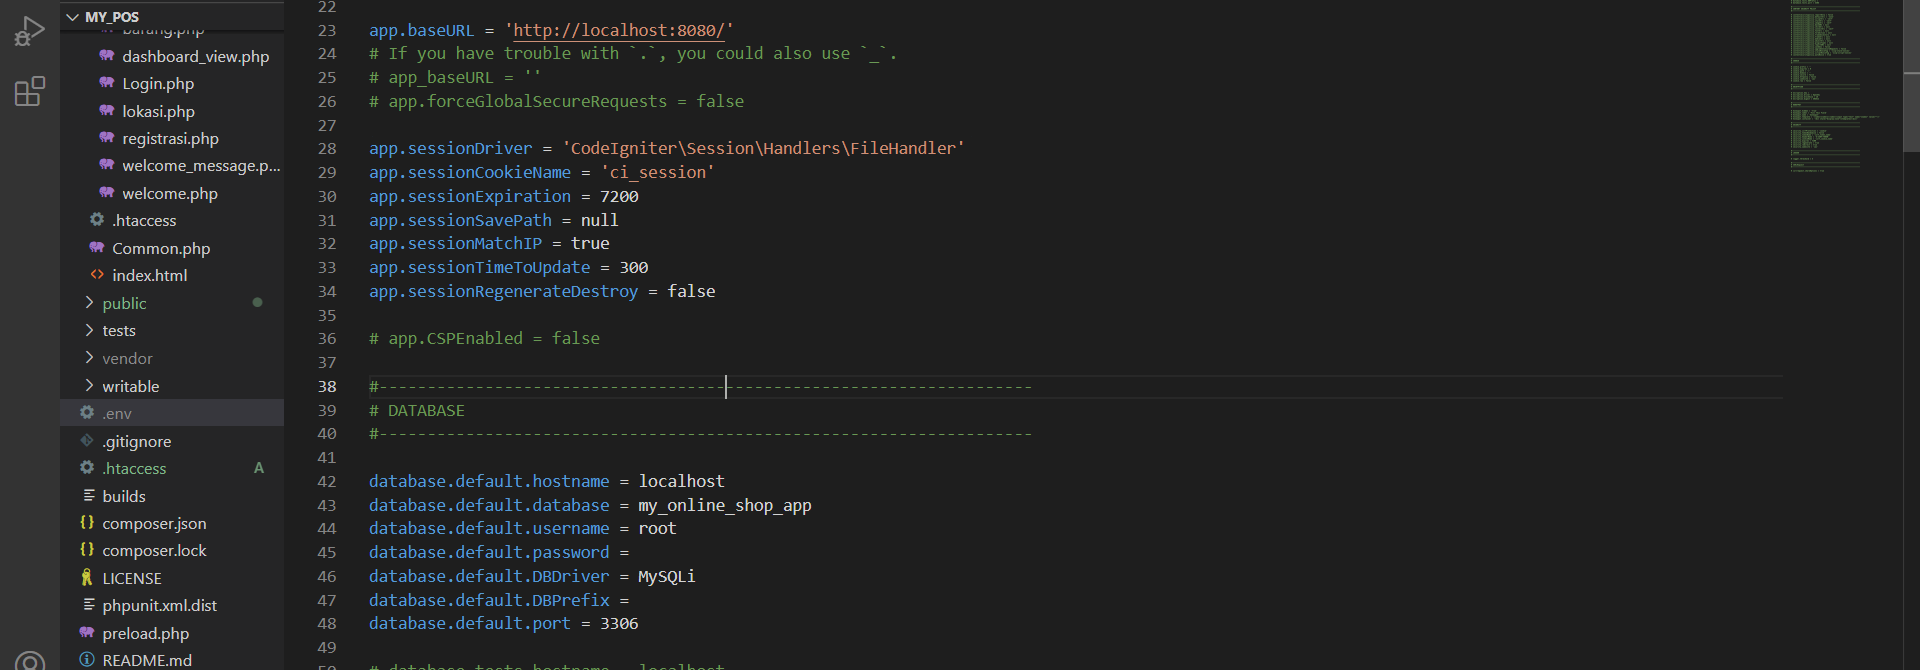 MY_POS
barang.php
dashboard_view.php
Login.php
lokasi.php
registrasi.php
welcome_message.p...
welcome.php
.htaccess
Common.php
index.html
public
tests
vendor
writable
.env
.gitignore
.htaccess A
builds
composer.json
composer.lock
LICENSE
phpunit.xml.dist
preload.php
README.md
22
23 app.baseURL = 'http://localhost:8080/'
24 # If you have trouble with `.`, you could also use `_`.
25 # app_baseURL = ''
26 # app.forceGlobalSecureRequests = false
27
28 app.sessionDriver = 'CodeIgniter\Session\Handlers\FileHandler'
29 app.sessionCookieName = 'ci_session'
30 app.sessionExpiration = 7200
31 app.sessionSavePath = null
32 app.sessionMatchIP = true
33 app.sessionTimeToUpdate = 300
34 app.sessionRegenerateDestroy = false
35
36 # app.CSPEnabled = false
37
38 #--------------------------------------------------------------------
39 # DATABASE
40 #--------------------------------------------------------------------
41
42 database.default.hostname = localhost
43 database.default.database = my_online_shop_app
44 database.default.username = root
45 database.default.password =
46 database.default.DBDriver = MySQLi
47 database.default.DBPrefix =
48 database.default.port = 3306
49
50 # database.tests.hostname = localhost